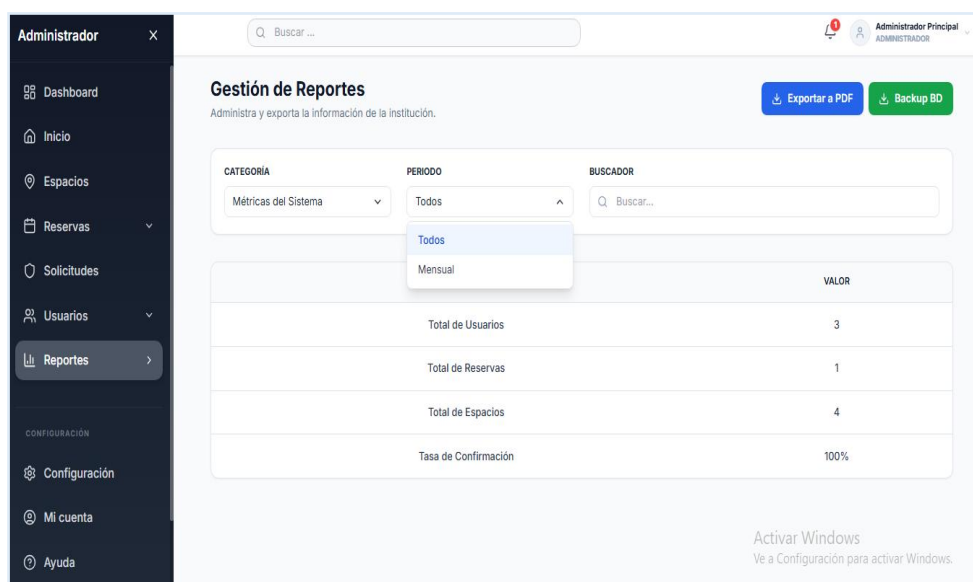 Administrador X
Dashboard
Inicio
Espacios
Reservas
Solicitudes
Usuarios
Reportes
CONFIGURACIÓN
Configuración
Mi cuenta
Ayuda
Buscar ...
1
Administrador Principal
ADMINISTRADOR
Gestión de Reportes
Administra y exporta la información de la institución.
Exportar a PDF
Backup BD
CATEGORÍA PERIODO BUSCADOR
Métricas del Sistema Todos Buscar...
Todos
Mensual
VALOR
Total de Usuarios 3
Total de Reservas 1
Total de Espacios 4
Tasa de Confirmación 100%
Activar Windows
Ve a Configuración para activar Windows.